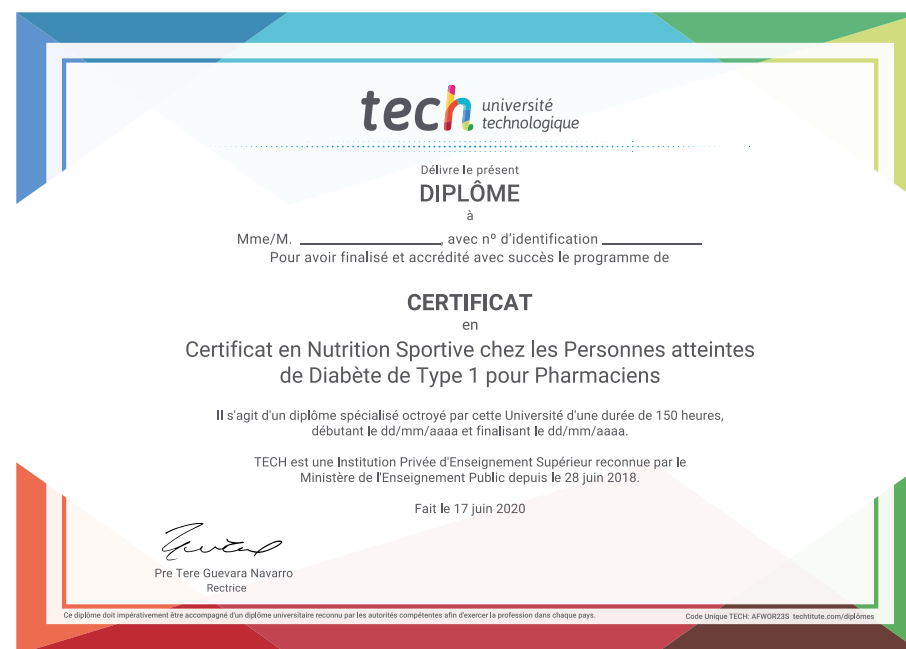 tech université
technologique
Délivre le présent
DIPLÔME
à
Mme/M. ____________________, avec nº d'identification ______________
Pour avoir finalisé et accrédité avec succès le programme de
CERTIFICAT
en
Certificat en Nutrition Sportive chez les Personnes atteintes
de Diabète de Type 1 pour Pharmaciens
Il s'agit d'un diplôme spécialisé octroyé par cette Université d'une durée de 150 heures,
débutant le dd/mm/aaaa et finalisant le dd/mm/aaaa.
TECH est une Institution Privée d'Enseignement Supérieur reconnue par le
Ministère de l'Enseignement Public depuis le 28 juin 2018.
Fait le 17 juin 2020
Pre Tere Guevara Navarro
Rectrice
Ce diplôme doit impérativement être accompagné d'un diplôme universitaire reconnu par les autorités compétentes afin d'exercer la profession dans chaque pays.
Code Unique TECH: AFWOR23S techtitute.com/diplômes